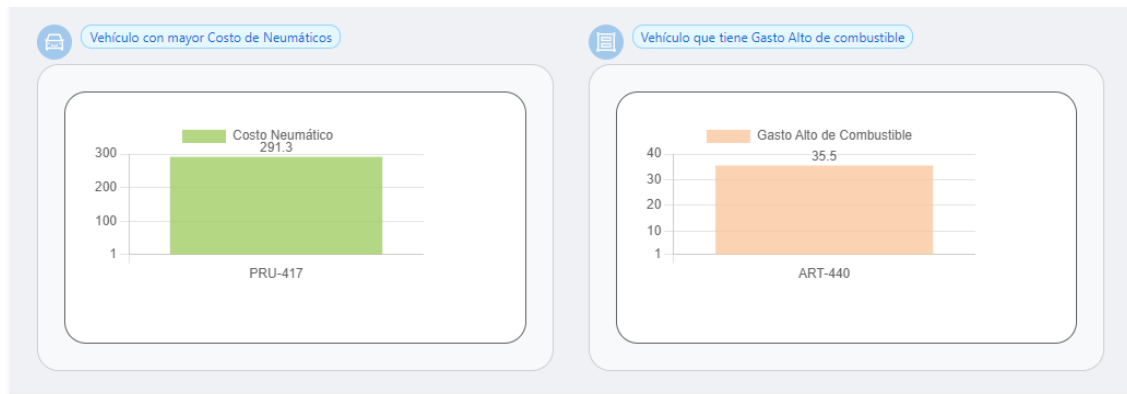 Vehículo con mayor Costo de Neumáticos
Costo Neumático
291.3
300
200
100
1
PRU-417
Vehículo que tiene Gasto Alto de combustible
Gasto Alto de Combustible
35.5
40
30
20
10
1
ART-440